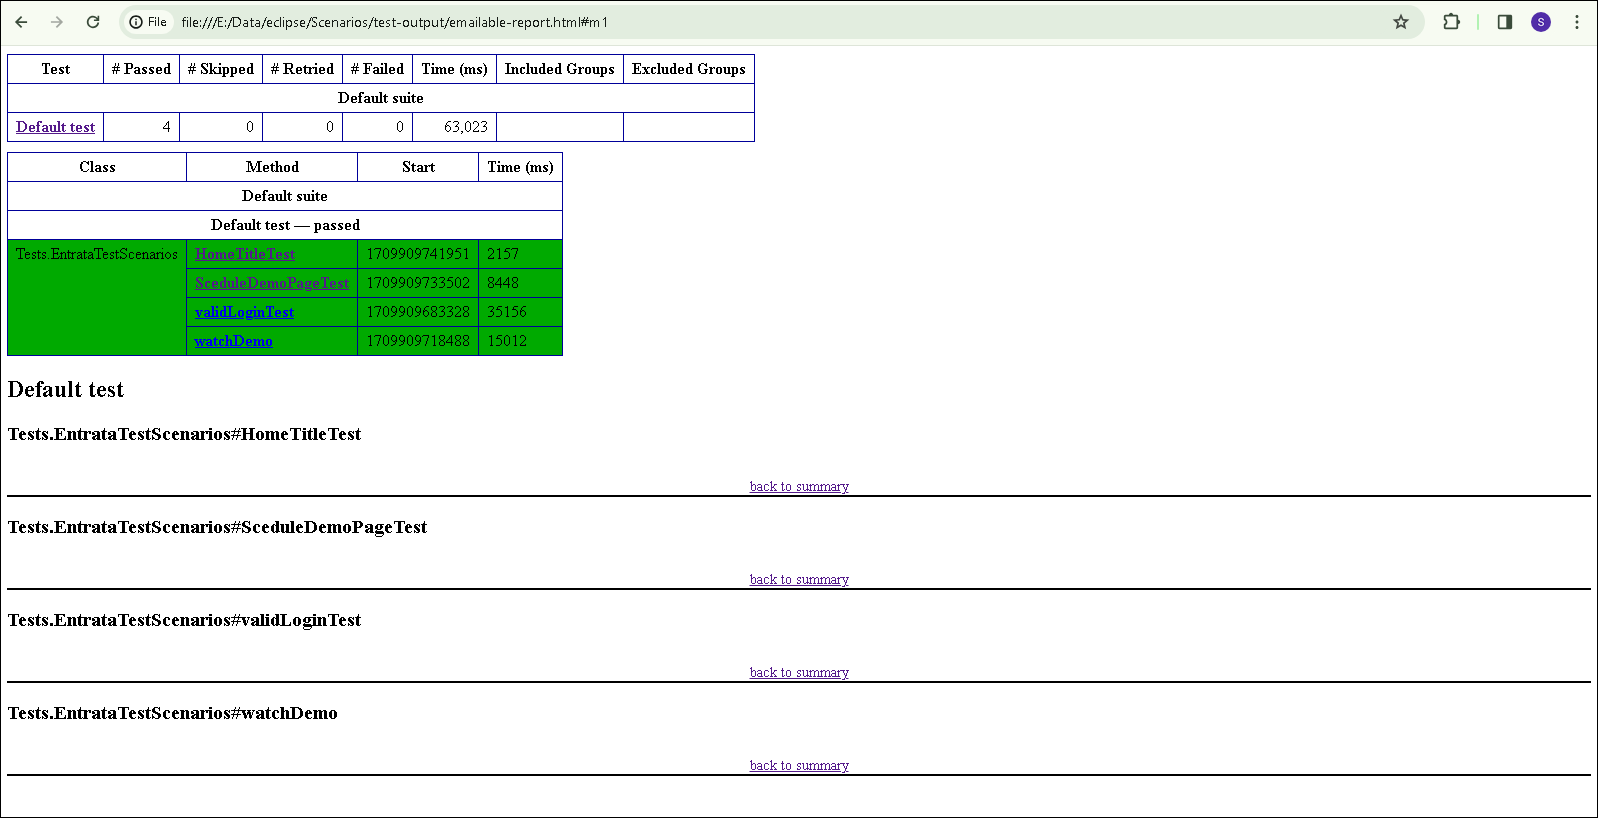 File file:///E:/Data/eclipse/Scenarios/test-output/emailable-report.html#m1 S
Test # Passed # Skipped # Retried # Failed Time (ms) Included Groups Excluded Groups
Default suite
Default test 4 0 0 0 63,023
Class Method Start Time (ms)
Default suite
Default test — passed
Tests.EntrataTestScenarios HomeTitleTest 1709909741951 2157
SceduleDemoPageTest 1709909733502 8448
validLoginTest 1709909683328 35156
watchDemo 1709909718488 15012
Default test
Tests.EntrataTestScenarios#HomeTitleTest
back to summary
Tests.EntrataTestScenarios#SceduleDemoPageTest
back to summary
Tests.EntrataTestScenarios#validLoginTest
back to summary
Tests.EntrataTestScenarios#watchDemo
back to summary